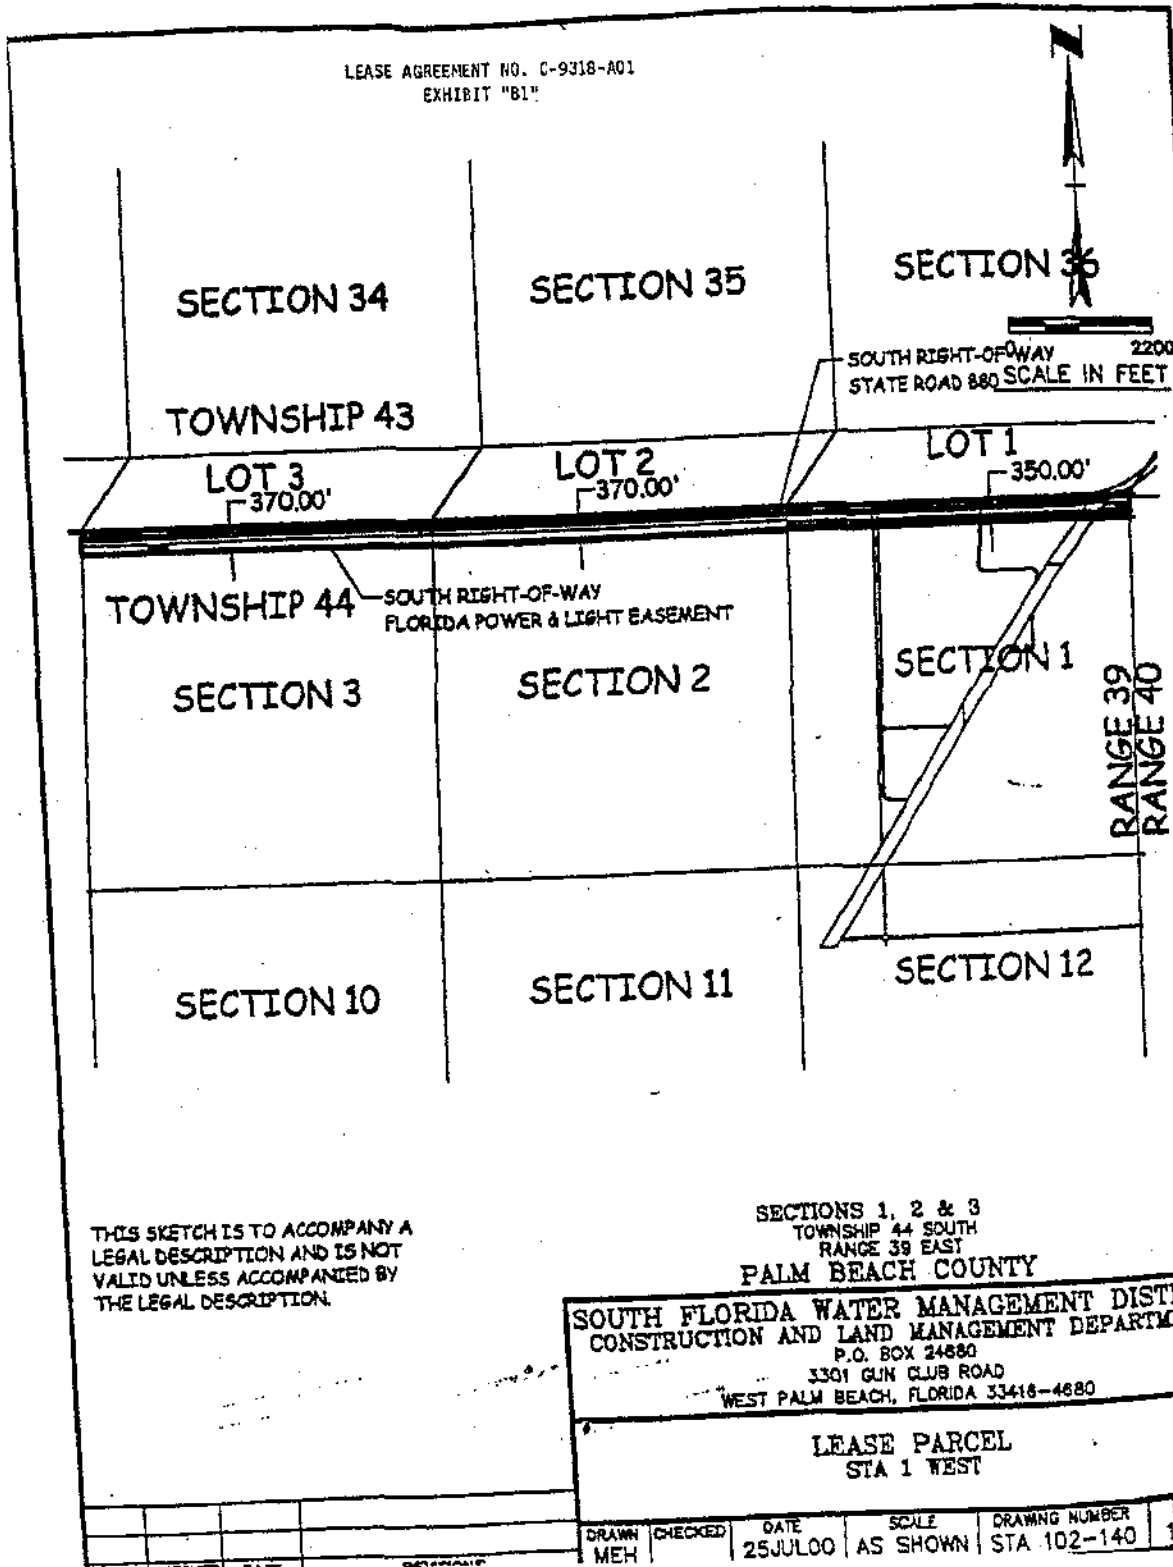 LEASE AGREEMENT NO. C-9318-A01
EXHIBIT "B1"
N
SECTION 34
SECTION 35
SECTION 36
0 2200
SCALE IN FEET
SOUTH RIGHT-OF-WAY
STATE ROAD 880
TOWNSHIP 43
LOT 3
370.00'
LOT 2
370.00'
LOT 1
350.00'
TOWNSHIP 44
SOUTH RIGHT-OF-WAY
FLORIDA POWER & LIGHT EASEMENT
SECTION 3
SECTION 2
SECTION 1
RANGE 39
RANGE 40
SECTION 10
SECTION 11
SECTION 12
THIS SKETCH IS TO ACCOMPANY A
LEGAL DESCRIPTION AND IS NOT
VALID UNLESS ACCOMPANIED BY
THE LEGAL DESCRIPTION.
SECTIONS 1, 2 & 3
TOWNSHIP 44 SOUTH
RANGE 39 EAST
PALM BEACH COUNTY
SOUTH FLORIDA WATER MANAGEMENT DIST
CONSTRUCTION AND LAND MANAGEMENT DEPARTM
P.O. BOX 24680
3301 GUN CLUB ROAD
WEST PALM BEACH, FLORIDA 33416-4680
LEASE PARCEL
STA 1 WEST
DRAWN CHECKED DATE SCALE DRAWING NUMBER
MEH 25JUL00 AS SHOWN STA 102-140 1